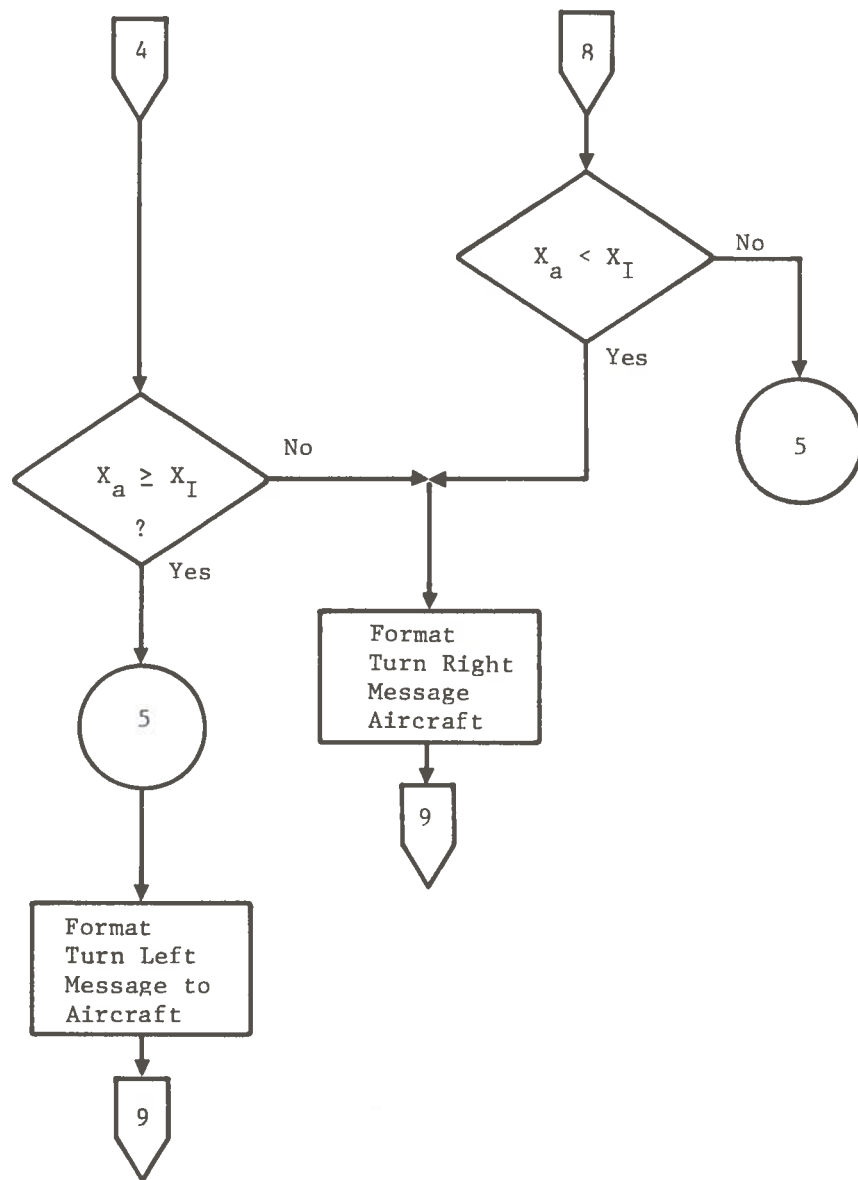 4
8
X_a < X_I
No
Yes
5
X_a ≥ X_I
?
No
Yes
Format
Turn Right
Message
Aircraft
5
9
Format
Turn Left
Message to
Aircraft
9